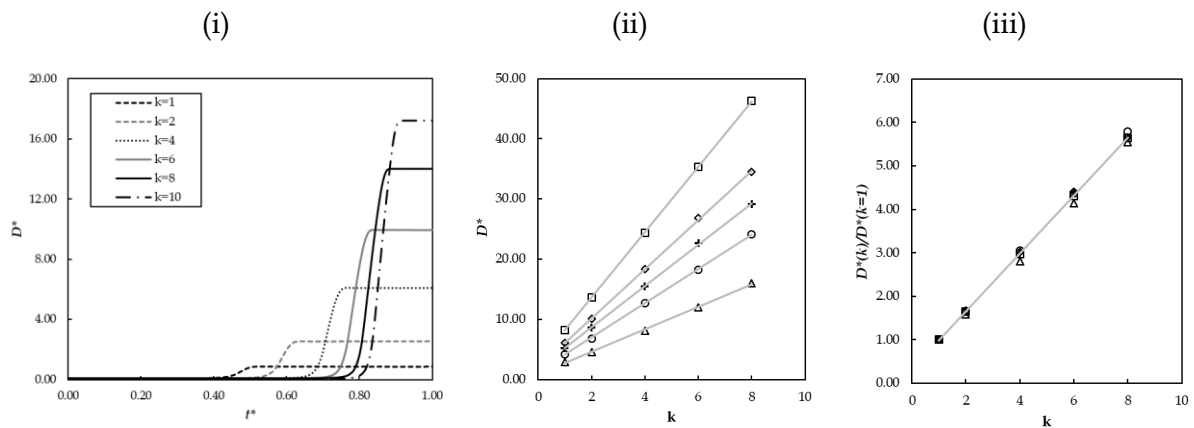 (i)
20.00
16.00
12.00
8.00
4.00
0.00
D*
k=1
k=2
k=4
k=6
k=8
k=10
0.00 0.20 0.40 0.60 0.80 1.00
t*
(ii)
50.00
40.00
30.00
20.00
10.00
0.00
D*
0 2 4 6 8 10
k
(iii)
7.00
6.00
5.00
4.00
3.00
2.00
1.00
0.00
D*(k)/D*(k=1)
0 2 4 6 8 10
k